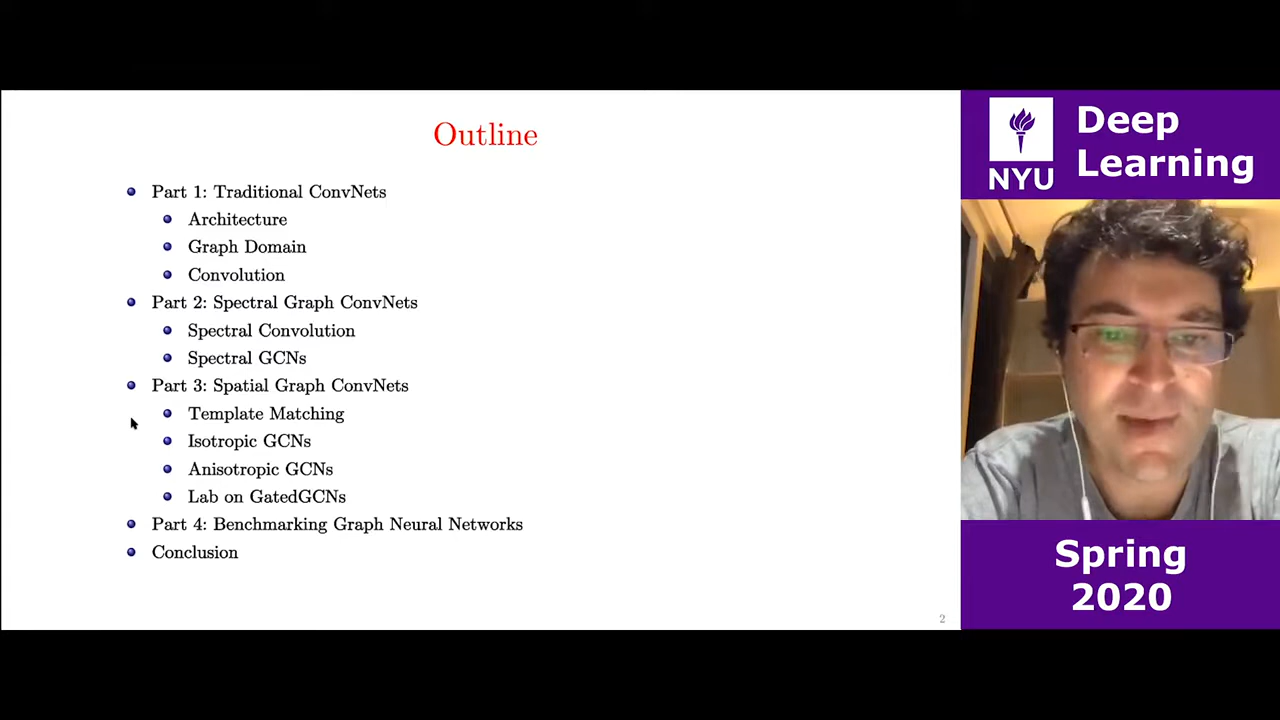 Outline
Part 1: Traditional ConvNets
Architecture
Graph Domain
Convolution
Part 2: Spectral Graph ConvNets
Spectral Convolution
Spectral GCNs
Part 3: Spatial Graph ConvNets
Template Matching
Isotropic GCNs
Anisotropic GCNs
Lab on GatedGCNs
Part 4: Benchmarking Graph Neural Networks
Conclusion
2
NYU
Deep
Learning
Spring
2020